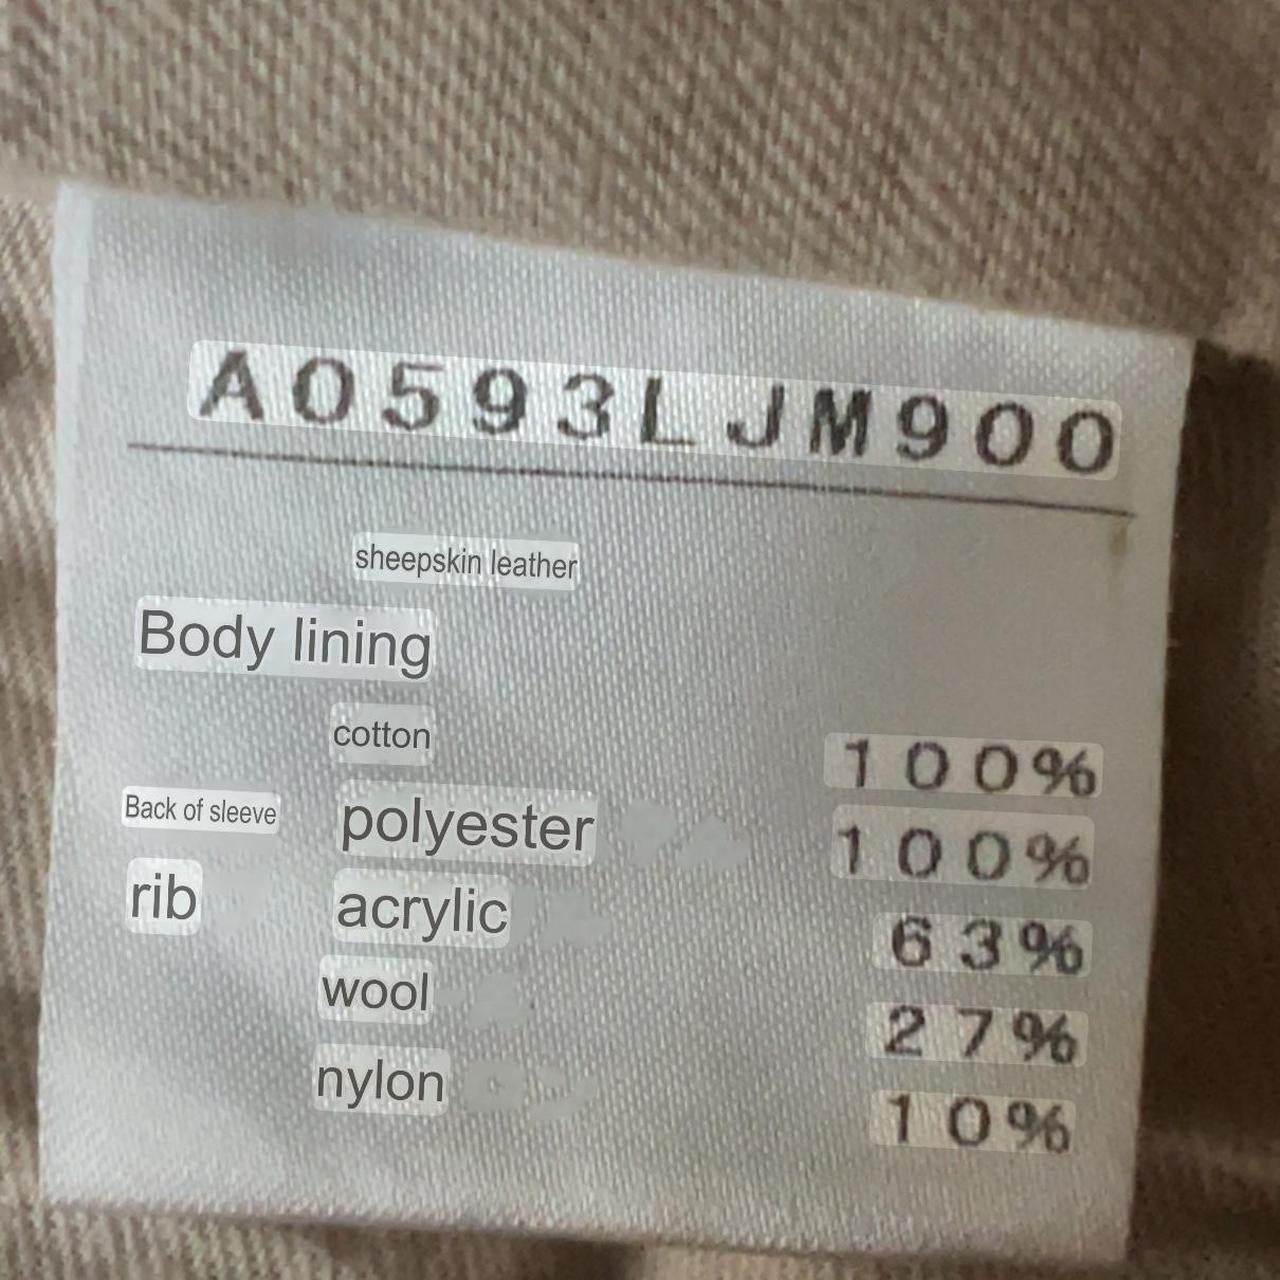 A0593LJM900
sheepskin leather
Body lining
cotton 100%
Back of sleeve polyester 100%
rib acrylic 63%
wool 27%
nylon 10%